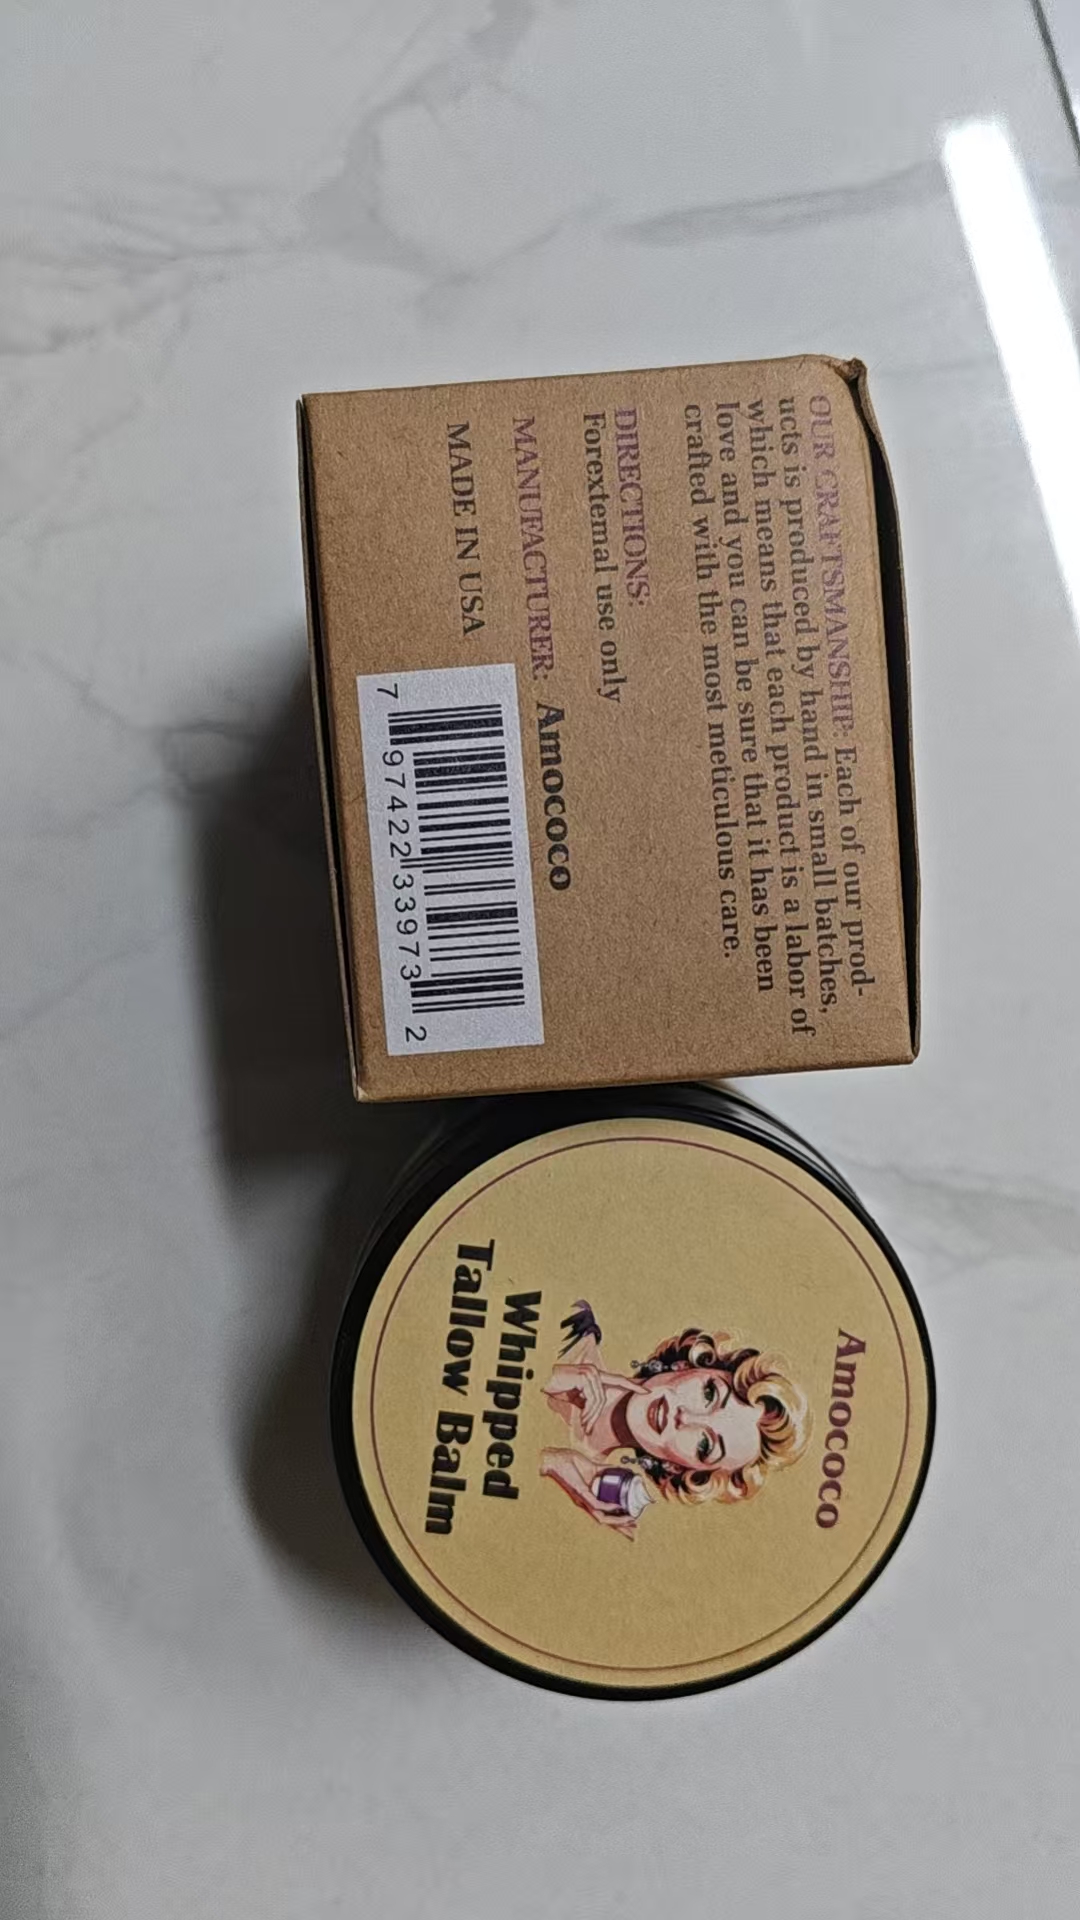 OUR CRAFTSMANSHIP: Each of our prod-
ucts is produced by hand in small batches,
which means that each product is a labor of
love and you can be sure that it has been
crafted with the most meticulous care.
DIRECTIONS:
Forextemal use only
MANUFACTURER: Amococo
MADE IN USA
7 97422 33973 2
Amococo
Whipped
Tallow Balm